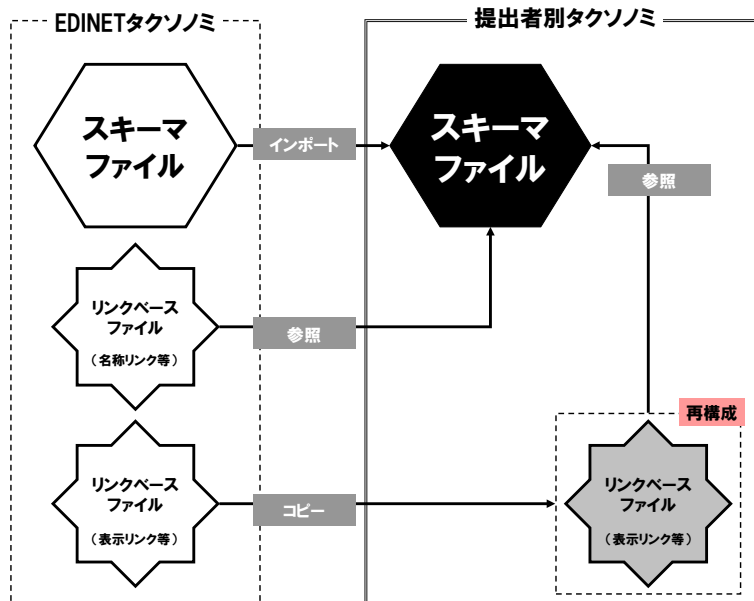 EDINETタクソノミ
提出者別タクソノミ
スキーマ
ファイル
インポート
スキーマ
ファイル
参照
リンクベース
ファイル
（名称リンク等）
参照
再構成
リンクベース
ファイル
（表示リンク等）
コピー
リンクベース
ファイル
（表示リンク等）